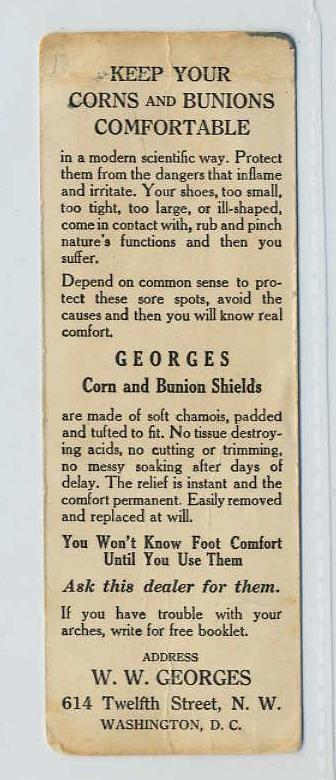 KEEP YOUR
CORNS AND BUNIONS
COMFORTABLE
in a modern scientific way. Protect
them from the dangers that inflame
and irritate. Your shoes, too small,
too tight, too large, or ill-shaped,
come in contact with, rub and pinch
nature's functions and then you
suffer.
Depend on common sense to pro-
tect these sore spots, avoid the
causes and then you will know real
comfort.
GEORGES
Corn and Bunion Shields
are made of soft chamois, padded
and tufted to fit. No tissue destroy-
ing acids, no cutting or trimming,
no messy soaking after days of
delay. The relief is instant and the
comfort permanent. Easily removed
and replaced at will.
You Won't Know Foot Comfort
Until You Use Them
Ask this dealer for them.
If you have trouble with your
arches, write for free booklet.
ADDRESS
W. W. GEORGES
614 Twelfth Street, N. W.
WASHINGTON, D. C.